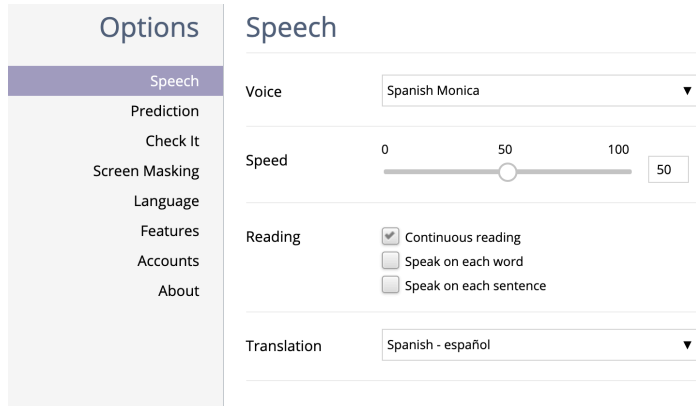 Options
Speech
Prediction
Check It
Screen Masking
Language
Features
Accounts
About
Speech
Voice
Spanish Monica ▼
0 50 100
Speed
50
Reading
Continuous reading
Speak on each word
Speak on each sentence
Translation
Spanish - español ▼